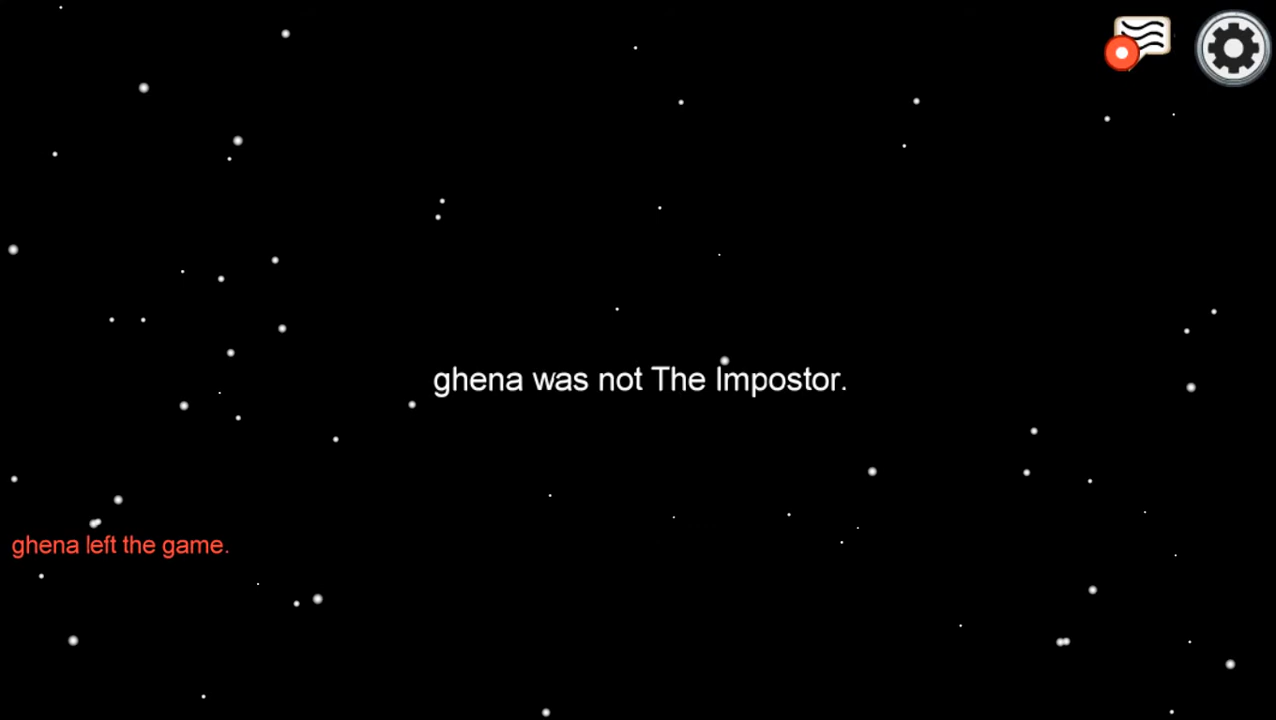 ghena was not The Impostor.
ghena left the game.